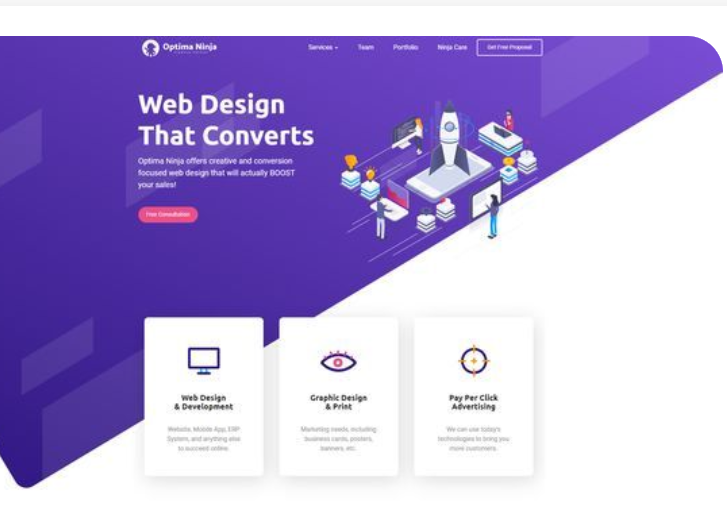 Optima Ninja
Services
Team
Portfolio
Ninja Care
Get Free Proposal
Web Design
That Converts
Optima Ninja offers creative and conversion
focused web design that will actually BOOST
your sales!
Free Consultation
Web Design
& Development
Website, Mobile App, ERP
System, and anything else
to succeed online.
Graphic Design
& Print
Marketing needs, including
business cards, posters,
banners, etc.
Pay Per Click
Advertising
We can use today's
technologies to bring you
more customers.